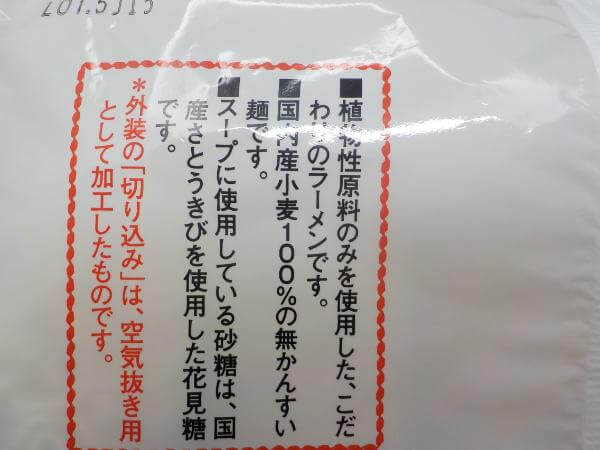 ■植物性原料のみを使用した、こだ
わりのラーメンです。
■国内産小麦100%の無かんすい
麺です。
■スープに使用している砂糖は、国
産さとうきびを使用した花見糖
です。
*外装の「切り込み」は、空気抜き用
として加工したものです。